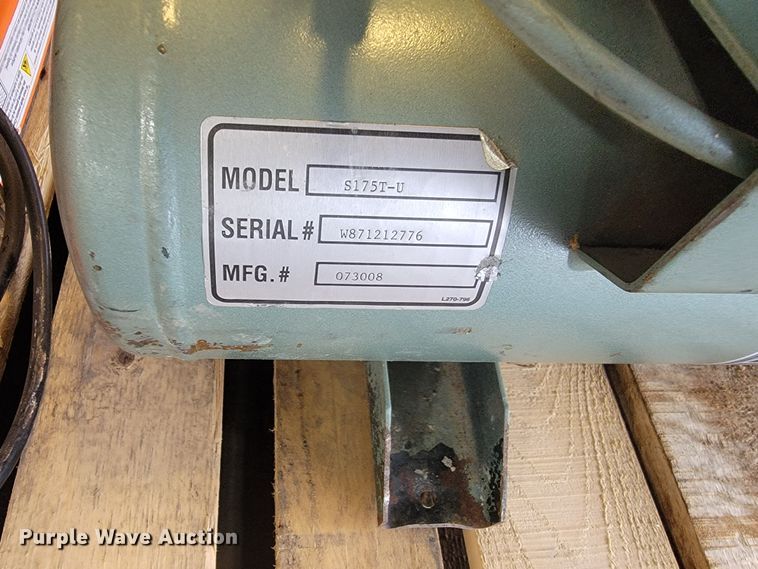 MODEL S175T-U
SERIAL # W871212776
MFG. # 073008
L270-796
Purple Wave Auction